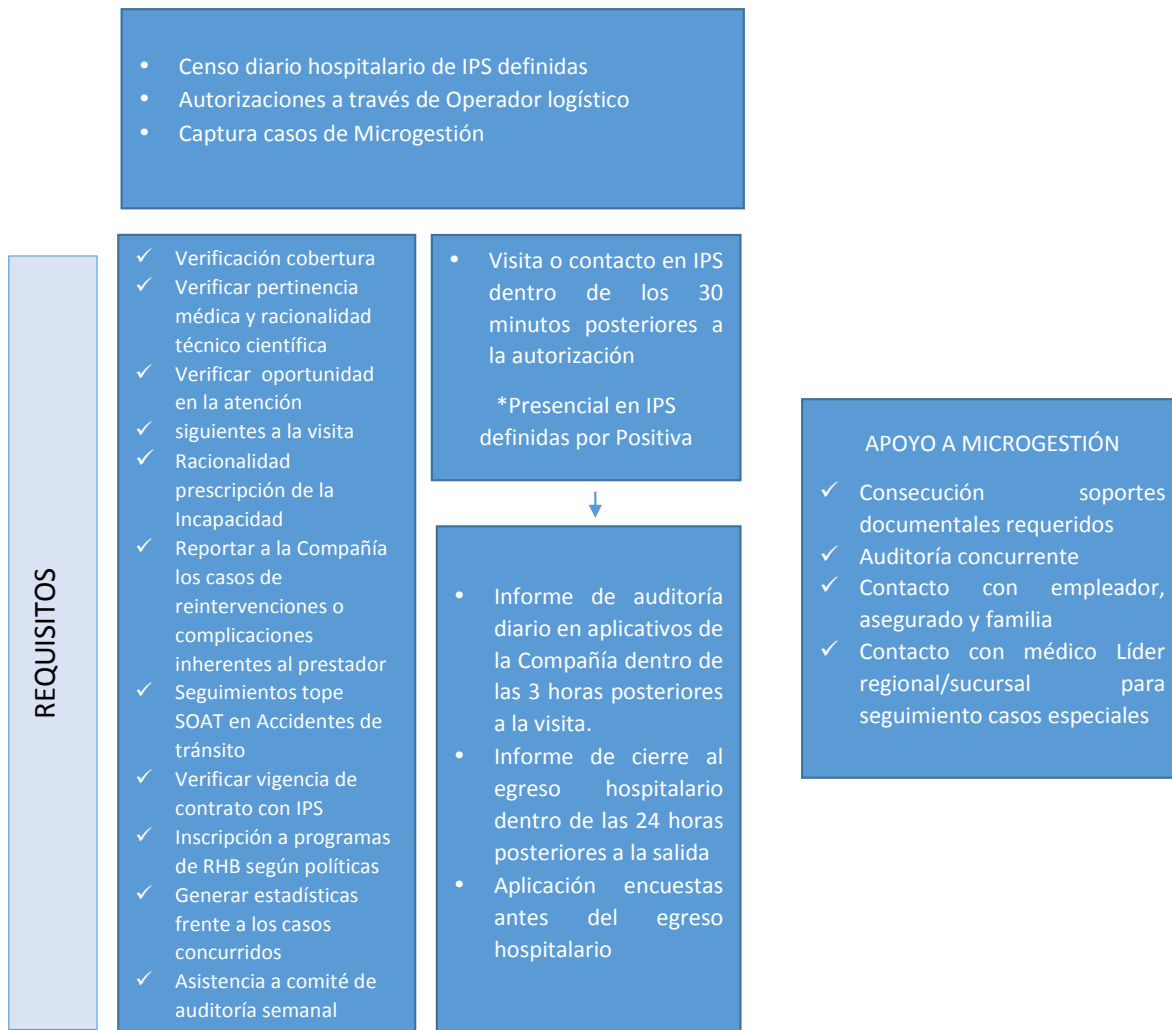 • Censo diario hospitalario de IPS definidas
• Autorizaciones a través de Operador logístico
• Captura casos de Microgestión
REQUISITOS
✓ Verificación cobertura
✓ Verificar pertinencia
médica y racionalidad
técnico científica
✓ Verificar oportunidad
en la atención
✓ siguientes a la visita
✓ Racionalidad
prescripción de la
Incapacidad
✓ Reportar a la Compañía
los casos de
reintervenciones o
complicaciones
inherentes al prestador
✓ Seguimientos tope
SOAT en Accidentes de
tránsito
✓ Verificar vigencia de
contrato con IPS
✓ Inscripción a programas
de RHB según políticas
✓ Generar estadísticas
frente a los casos
concurridos
✓ Asistencia a comité de
auditoría semanal
• Visita o contacto en IPS
dentro de los 30
minutos posteriores a
la autorización
*Presencial en IPS
definidas por Positiva
• Informe de auditoría
diario en aplicativos de
la Compañía dentro de
las 3 horas posteriores
a la visita.
• Informe de cierre al
egreso hospitalario
dentro de las 24 horas
posteriores a la salida
• Aplicación encuestas
antes del egreso
hospitalario
APOYO A MICROGESTIÓN
✓ Consecución soportes
documentales requeridos
✓ Auditoría concurrente
✓ Contacto con empleador,
asegurado y familia
✓ Contacto con médico Líder
regional/sucursal para
seguimiento casos especiales